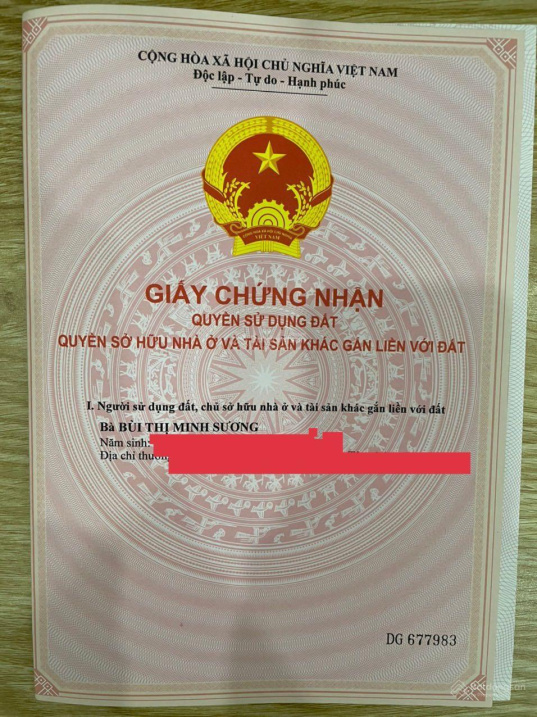 CỘNG HÒA XÃ HỘI CHỦ NGHĨA VIỆT NAM
Độc lập - Tự do - Hạnh phúc
VIỆT NAM
GIẤY CHỨNG NHẬN
QUYỀN SỬ DỤNG ĐẤT
QUYỀN SỞ HỮU NHÀ Ở VÀ TÀI SẢN KHÁC GẮN LIỀN VỚI ĐẤT
I. Người sử dụng đất, chủ sở hữu nhà ở và tài sản khác gắn liền với đất
Bà BÙI THỊ MINH SƯƠNG
Năm sinh:
Địa chỉ
DG 677983